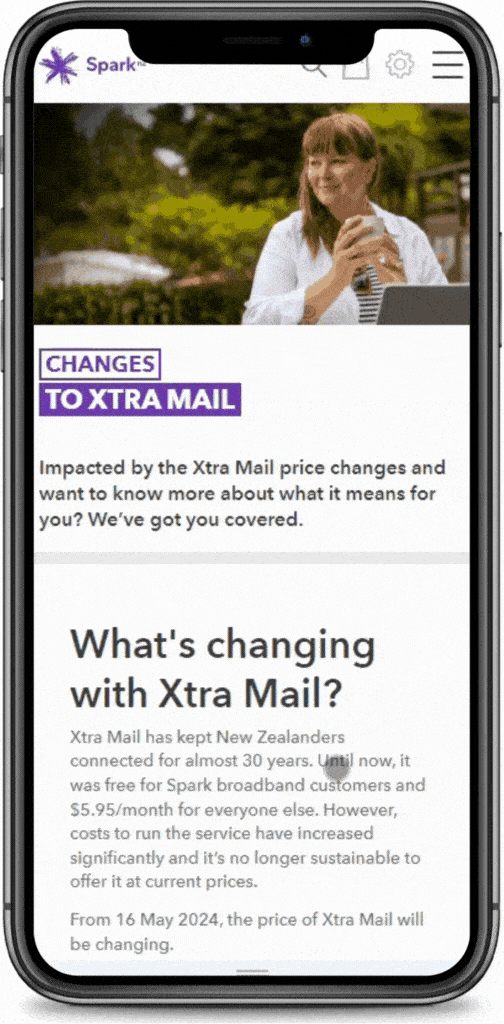 Spark nz
CHANGES
TO XTRA MAIL
Impacted by the Xtra Mail price changes and
want to know more about what it means for
you? We’ve got you covered.
What's changing
with Xtra Mail?
Xtra Mail has kept New Zealanders
connected for almost 30 years. Until now, it
was free for Spark broadband customers and
$5.95/month for everyone else. However,
costs to run the service have increased
significantly and it’s no longer sustainable to
offer it at current prices.
From 16 May 2024, the price of Xtra Mail will
be changing.